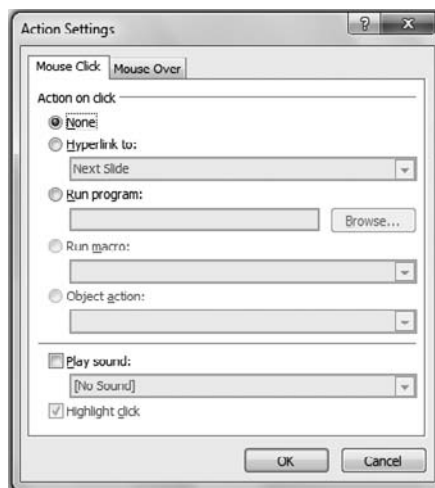 Action Settings
Mouse Click Mouse Over
Action on click
None
Hyperlink to:
Next Slide
Run program:
Browse...
Run macro:
Object action:
Play sound:
[No Sound]
Highlight click
OK Cancel